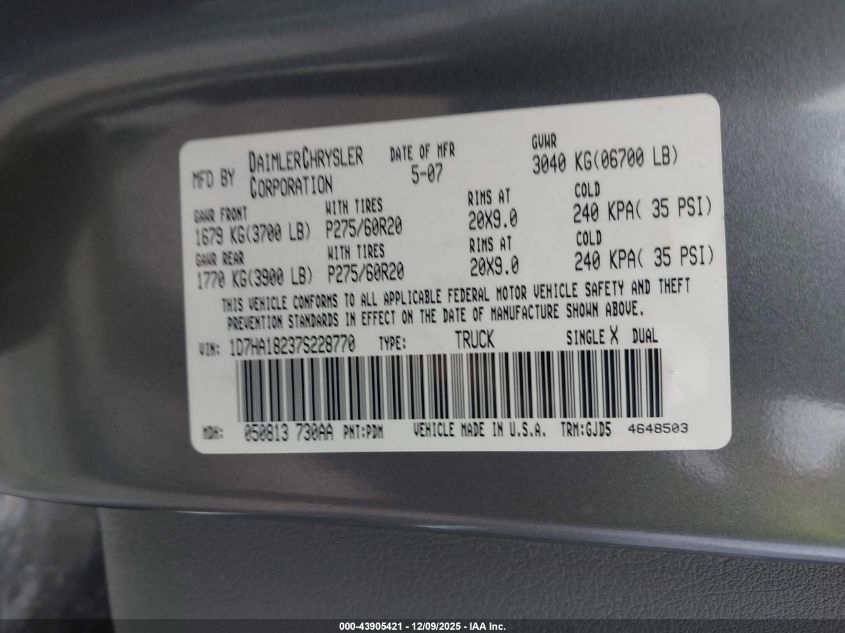 MFD BY DAIMLERCHRYSLER CORPORATION DATE OF MFR 5-07 GVWR 3040 KG(06700 LB)
GAWR FRONT WITH TIRES RIMS AT COLD
1679 KG(3700 LB) P275/60R20 20X9.0 240 KPA( 35 PSI)
GAWR REAR WITH TIRES RIMS AT COLD
1770 KG(3900 LB) P275/60R20 20X9.0 240 KPA( 35 PSI)
THIS VEHICLE CONFORMS TO ALL APPLICABLE FEDERAL MOTOR VEHICLE SAFETY AND THEFT
PREVENTION STANDARDS IN EFFECT ON THE DATE OF MANUFACTURE SHOWN ABOVE.
VIN: 1D7HA18237S228770 TYPE: TRUCK SINGLE X DUAL
MDH: 050813 730AA PNT:PDM VEHICLE MADE IN U.S.A. TRM:GJD5 4648503
000-43905421 - 12/09/2025 - IAA Inc.